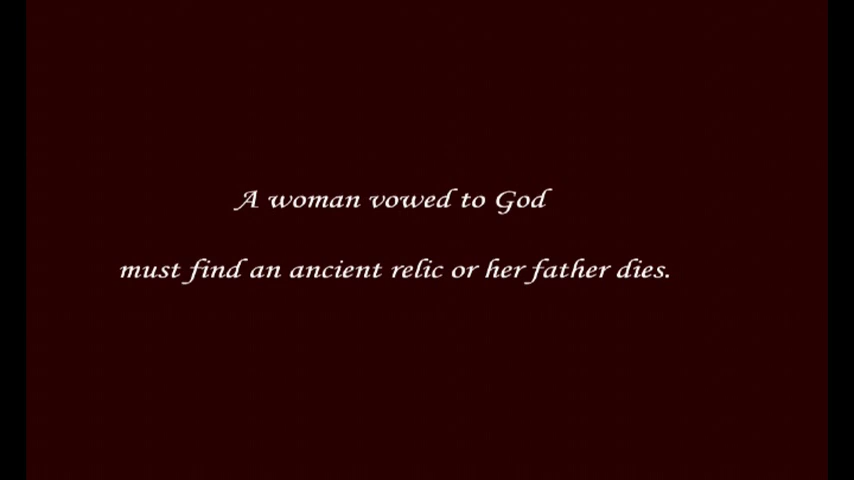 A woman vowed to God
must find an ancient relic or her father dies.